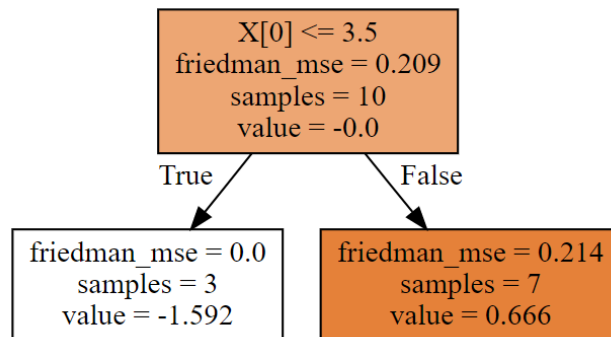 X[0] <= 3.5
friedman_mse = 0.209
samples = 10
value = -0.0
True
False
friedman_mse = 0.0
samples = 3
value = -1.592
friedman_mse = 0.214
samples = 7
value = 0.666